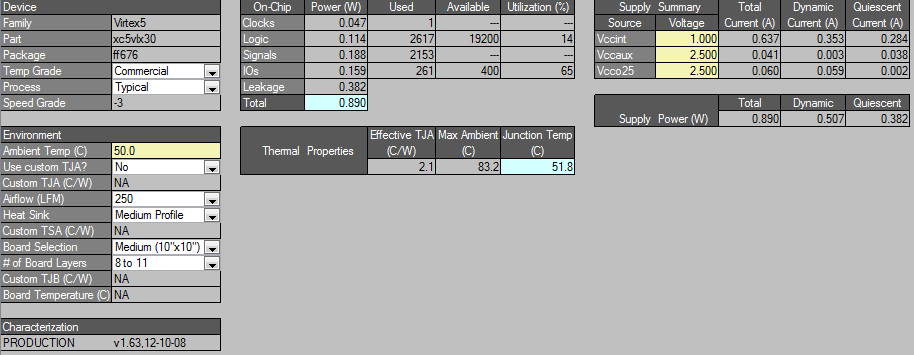 Device
Family Virtex5
Part xc5vlx30
Package ff676
Temp Grade Commercial
Process Typical
Speed Grade -3
Environment
Ambient Temp (C) 50.0
Use custom TJA? No
Custom TJA (C/W) NA
Airflow (LFM) 250
Heat Sink Medium Profile
Custom TSA (C/W) NA
Board Selection Medium (10"x10")
# of Board Layers 8 to 11
Custom TJB (C/W) NA
Board Temperature (C) NA
Characterization
PRODUCTION v1.63,12-10-08
On-Chip Power (W) Used Available Utilization (%)
Clocks 0.047 1 --- ---
Logic 0.114 2617 19200 14
Signals 0.188 2153 --- ---
IOs 0.159 261 400 65
Leakage 0.382
Total 0.890
Effective TJA Max Ambient Junction Temp
Thermal Properties (C/W) (C) (C)
2.1 83.2 51.8
Supply Summary Total Dynamic Quiescent
Source Voltage Current (A) Current (A) Current (A)
Vccint 1.000 0.637 0.353 0.284
Vccaux 2.500 0.041 0.003 0.038
Vcco25 2.500 0.060 0.059 0.002
Total Dynamic Quiescent
Supply Power (W) 0.890 0.507 0.382